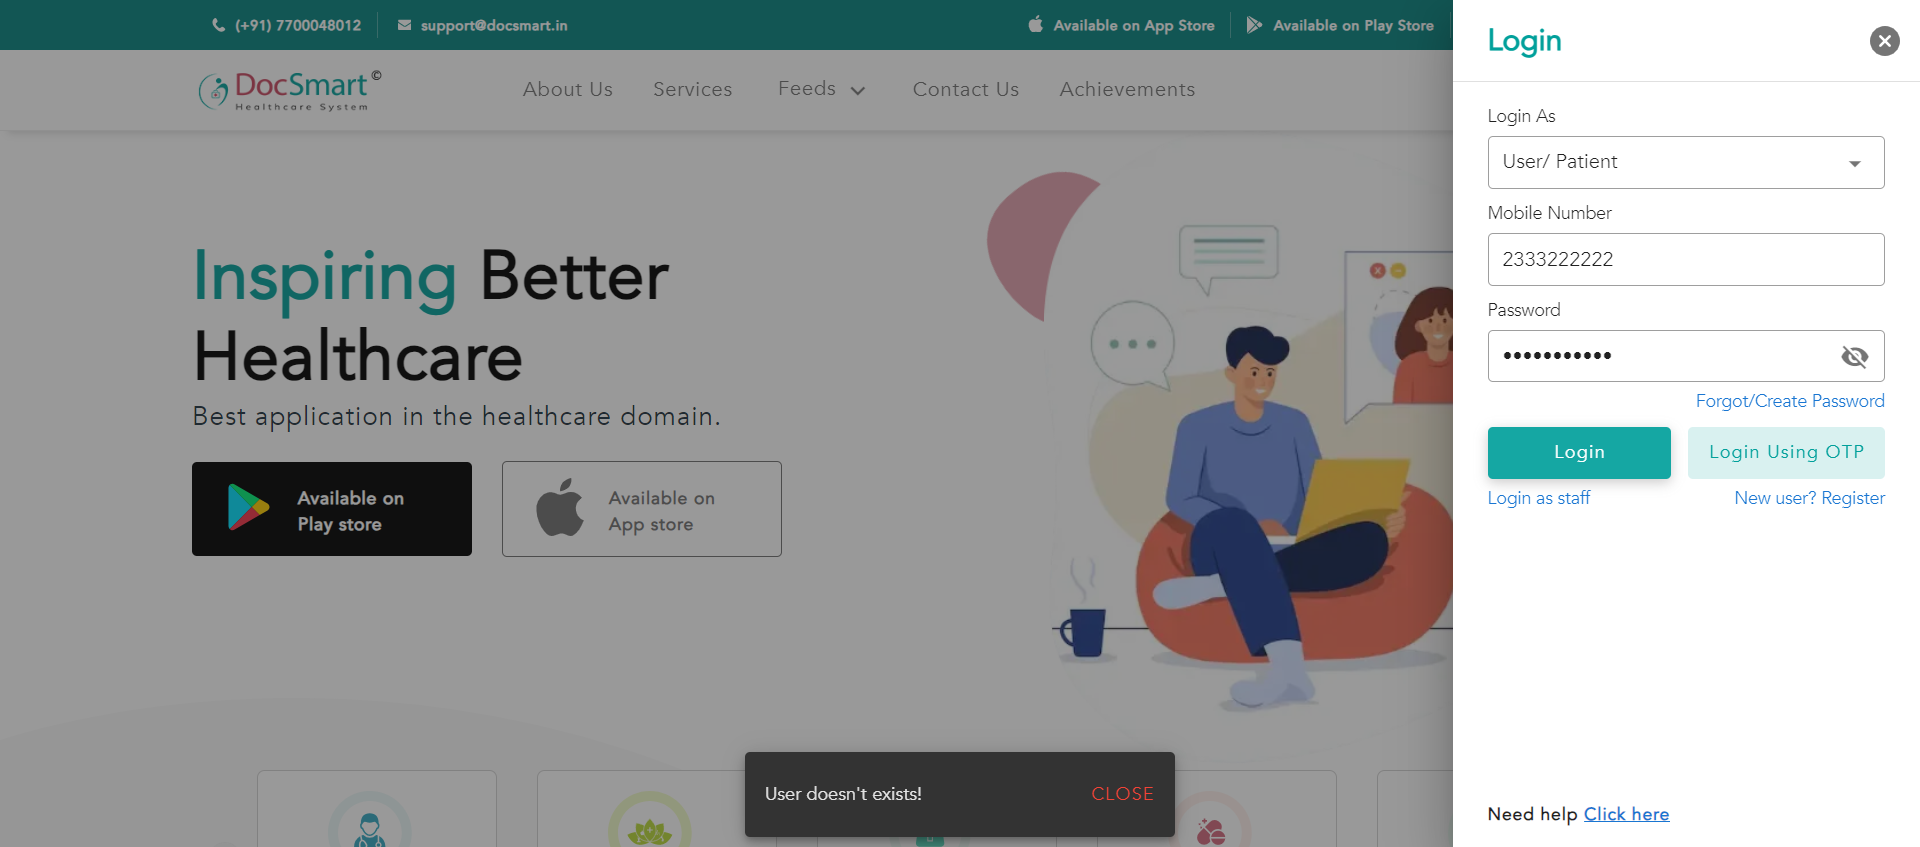 (+91) 7700048012
support@docsmart.in
Available on App Store
Available on Play Store
DocSmart©
Healthcare System
About Us
Services
Feeds
Contact Us
Achievements
Inspiring Better
Healthcare
Best application in the healthcare domain.
Available on
Play store
Available on
App store
User doesn't exists!
CLOSE
Login
Login As
User/ Patient
Mobile Number
2333222222
Password
•••••••••••
Forgot/Create Password
Login
Login Using OTP
Login as staff
New user? Register
Need help Click here